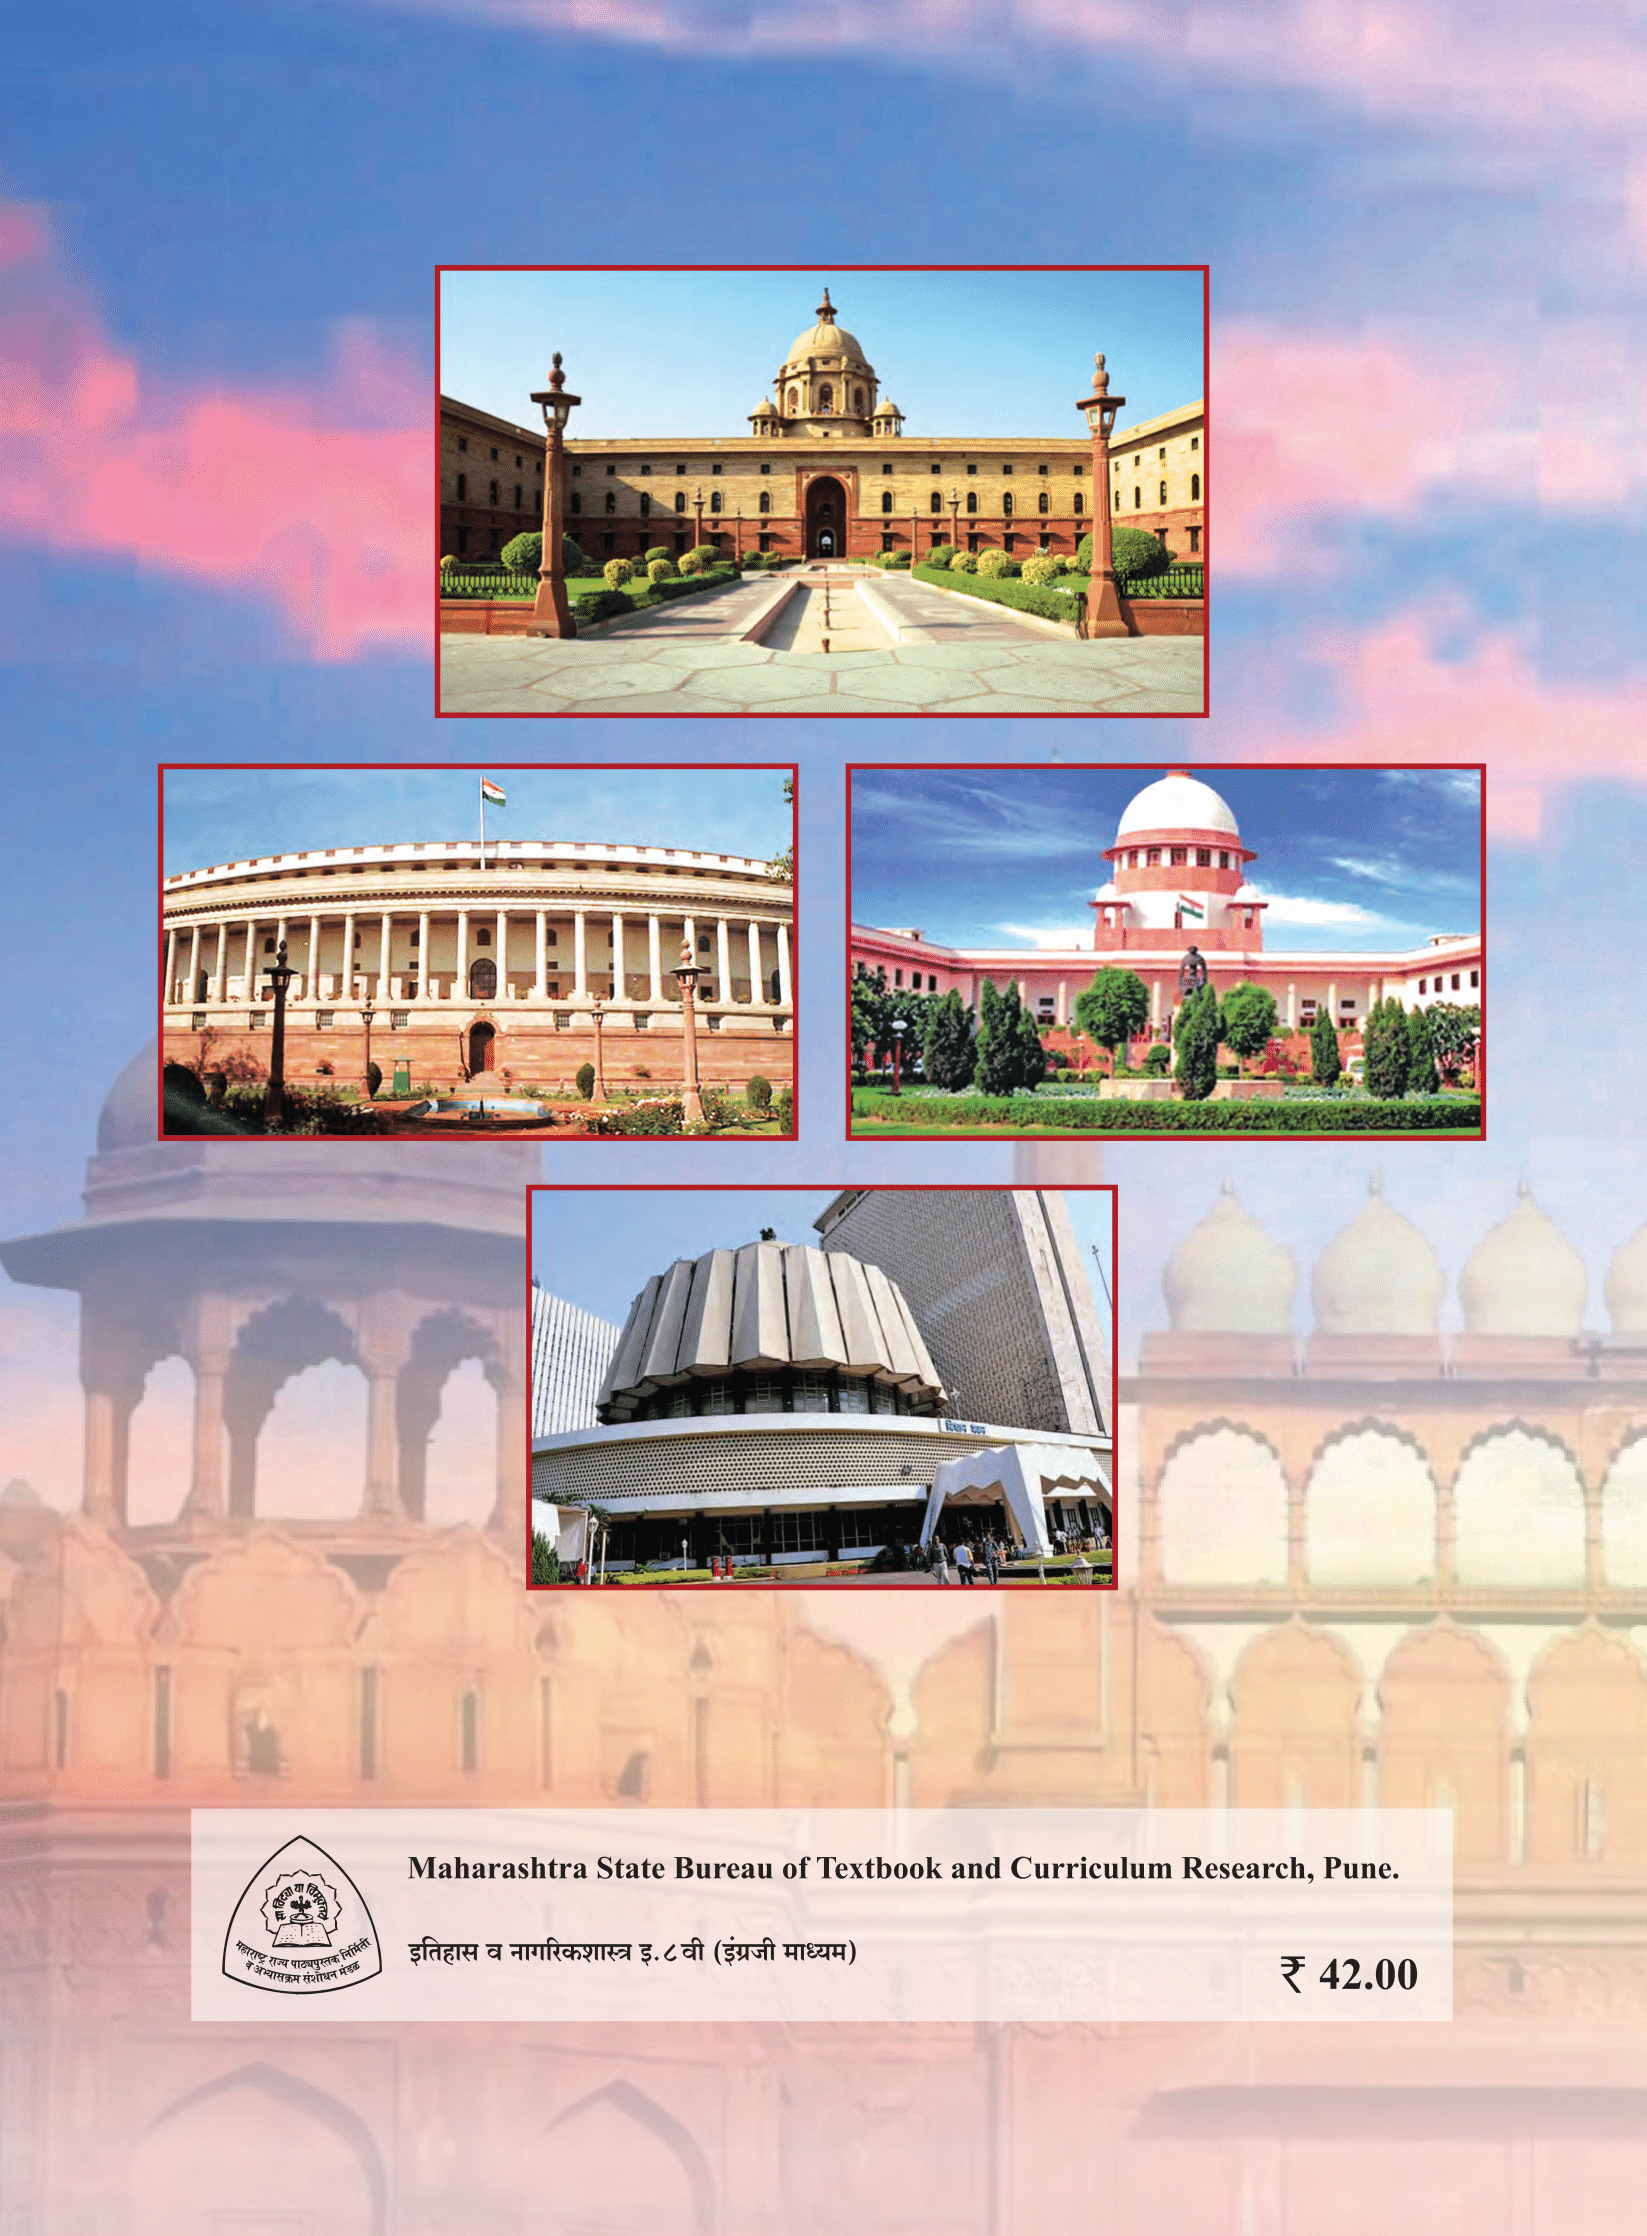 विधान भवन
Maharashtra State Bureau of Textbook and Curriculum Research, Pune.
सा विद्या या विमुक्तये
महाराष्ट्र राज्य पाठ्यपुस्तक निर्मिती
व अभ्यासक्रम संशोधन मंडळ
इतिहास व नागरिकशास्त्र इ.८वी (इंग्रजी माध्यम)
₹ 42.00